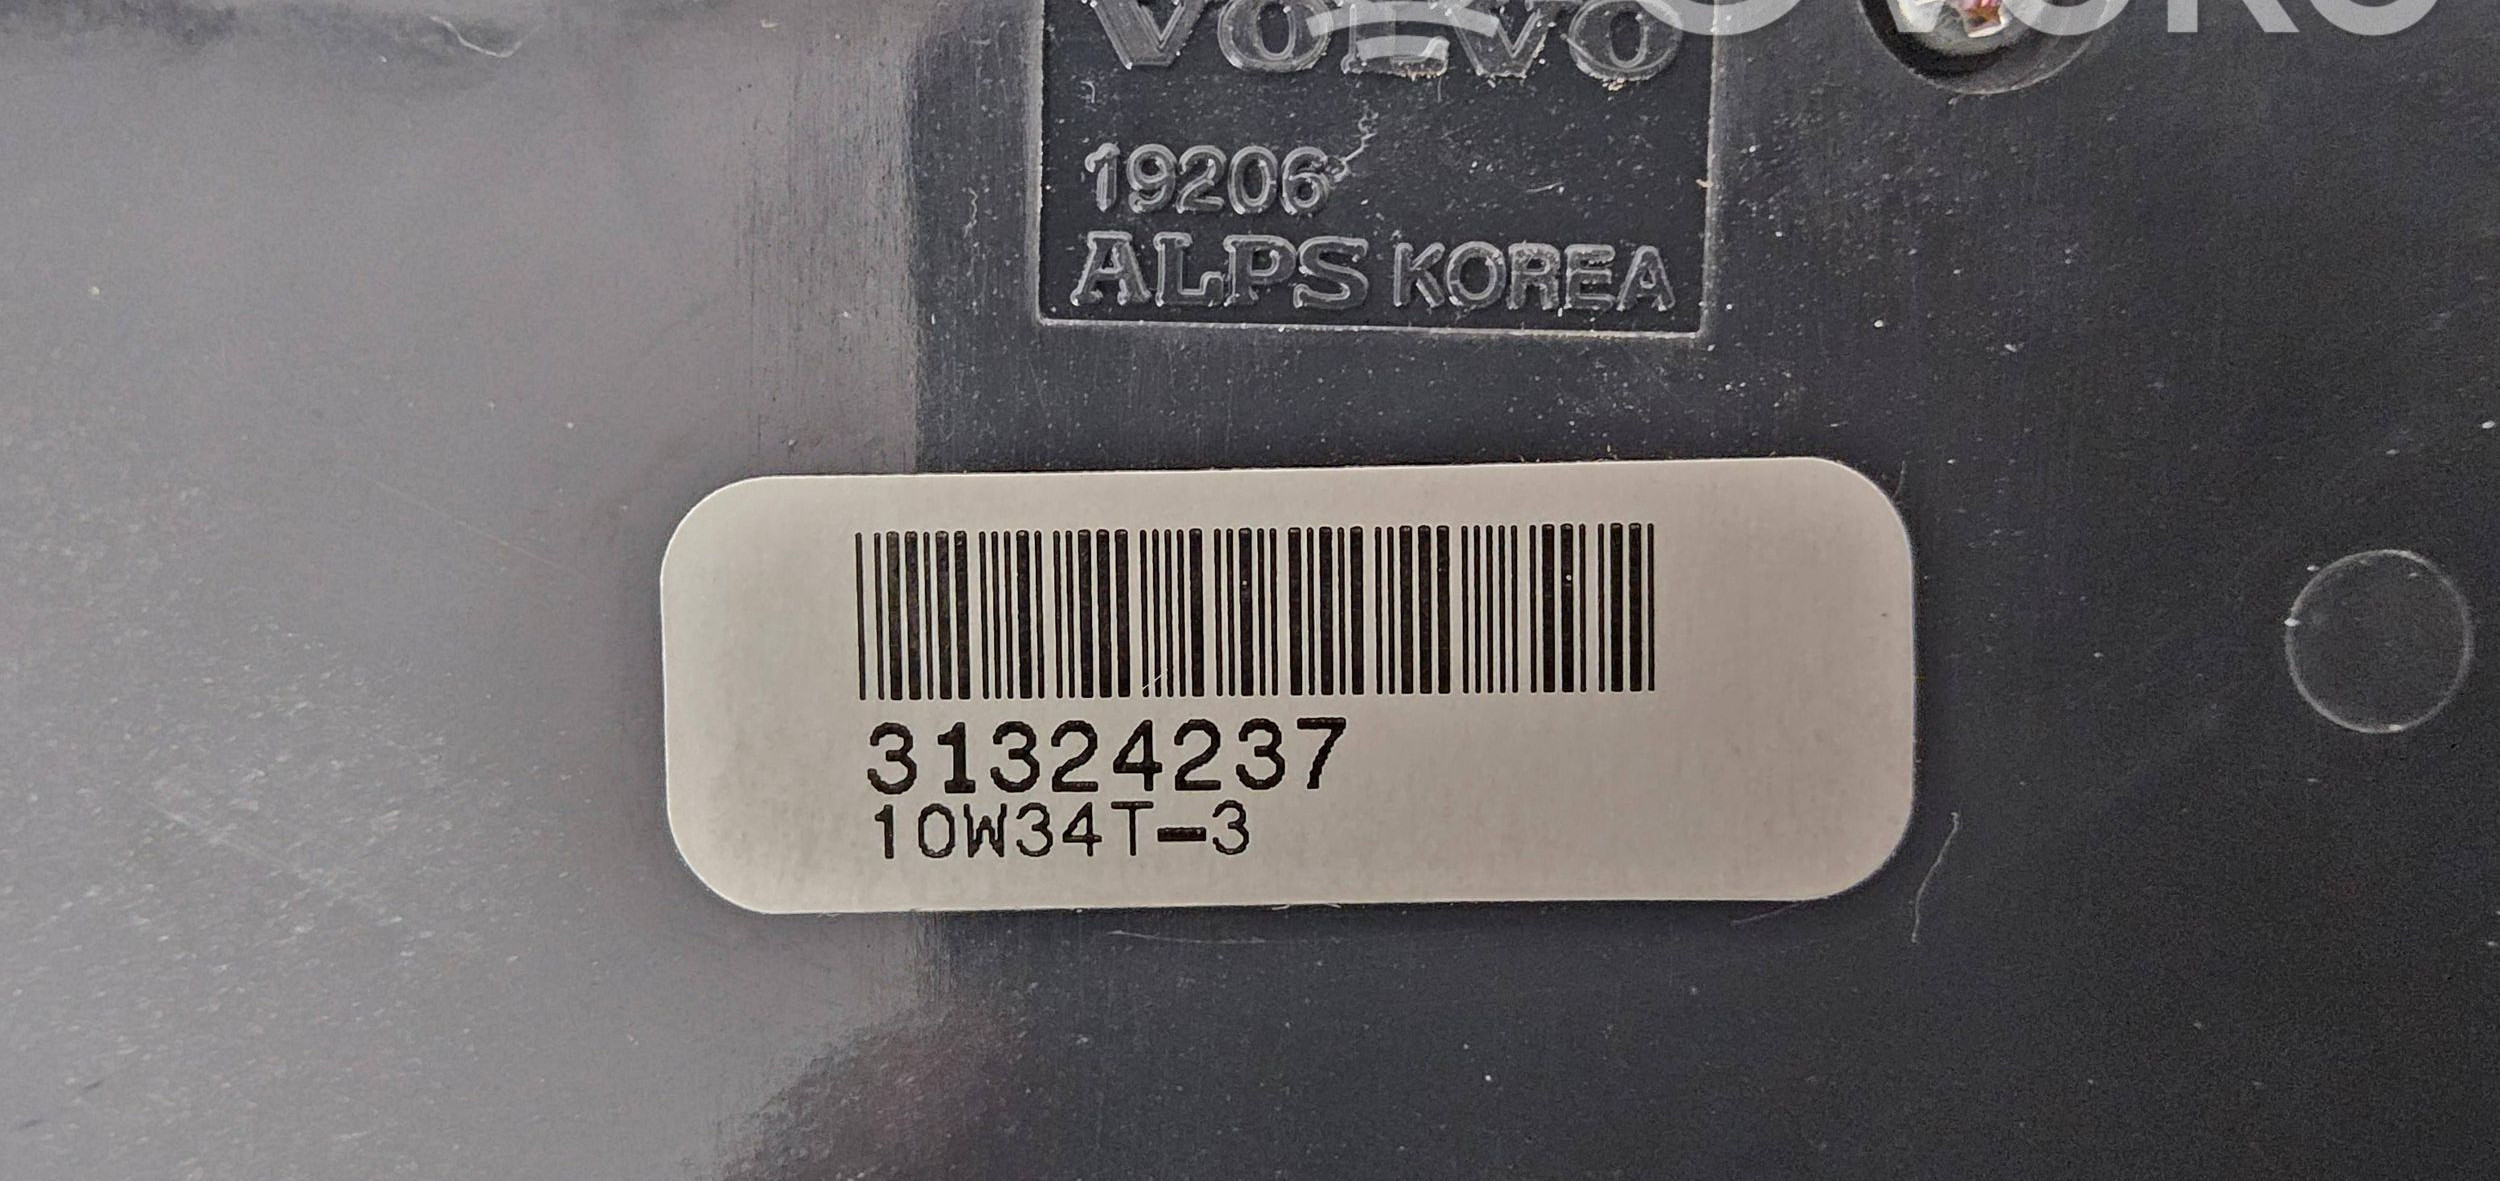 VOLVO
19206
ALPS KOREA
31324237
10W34T-3